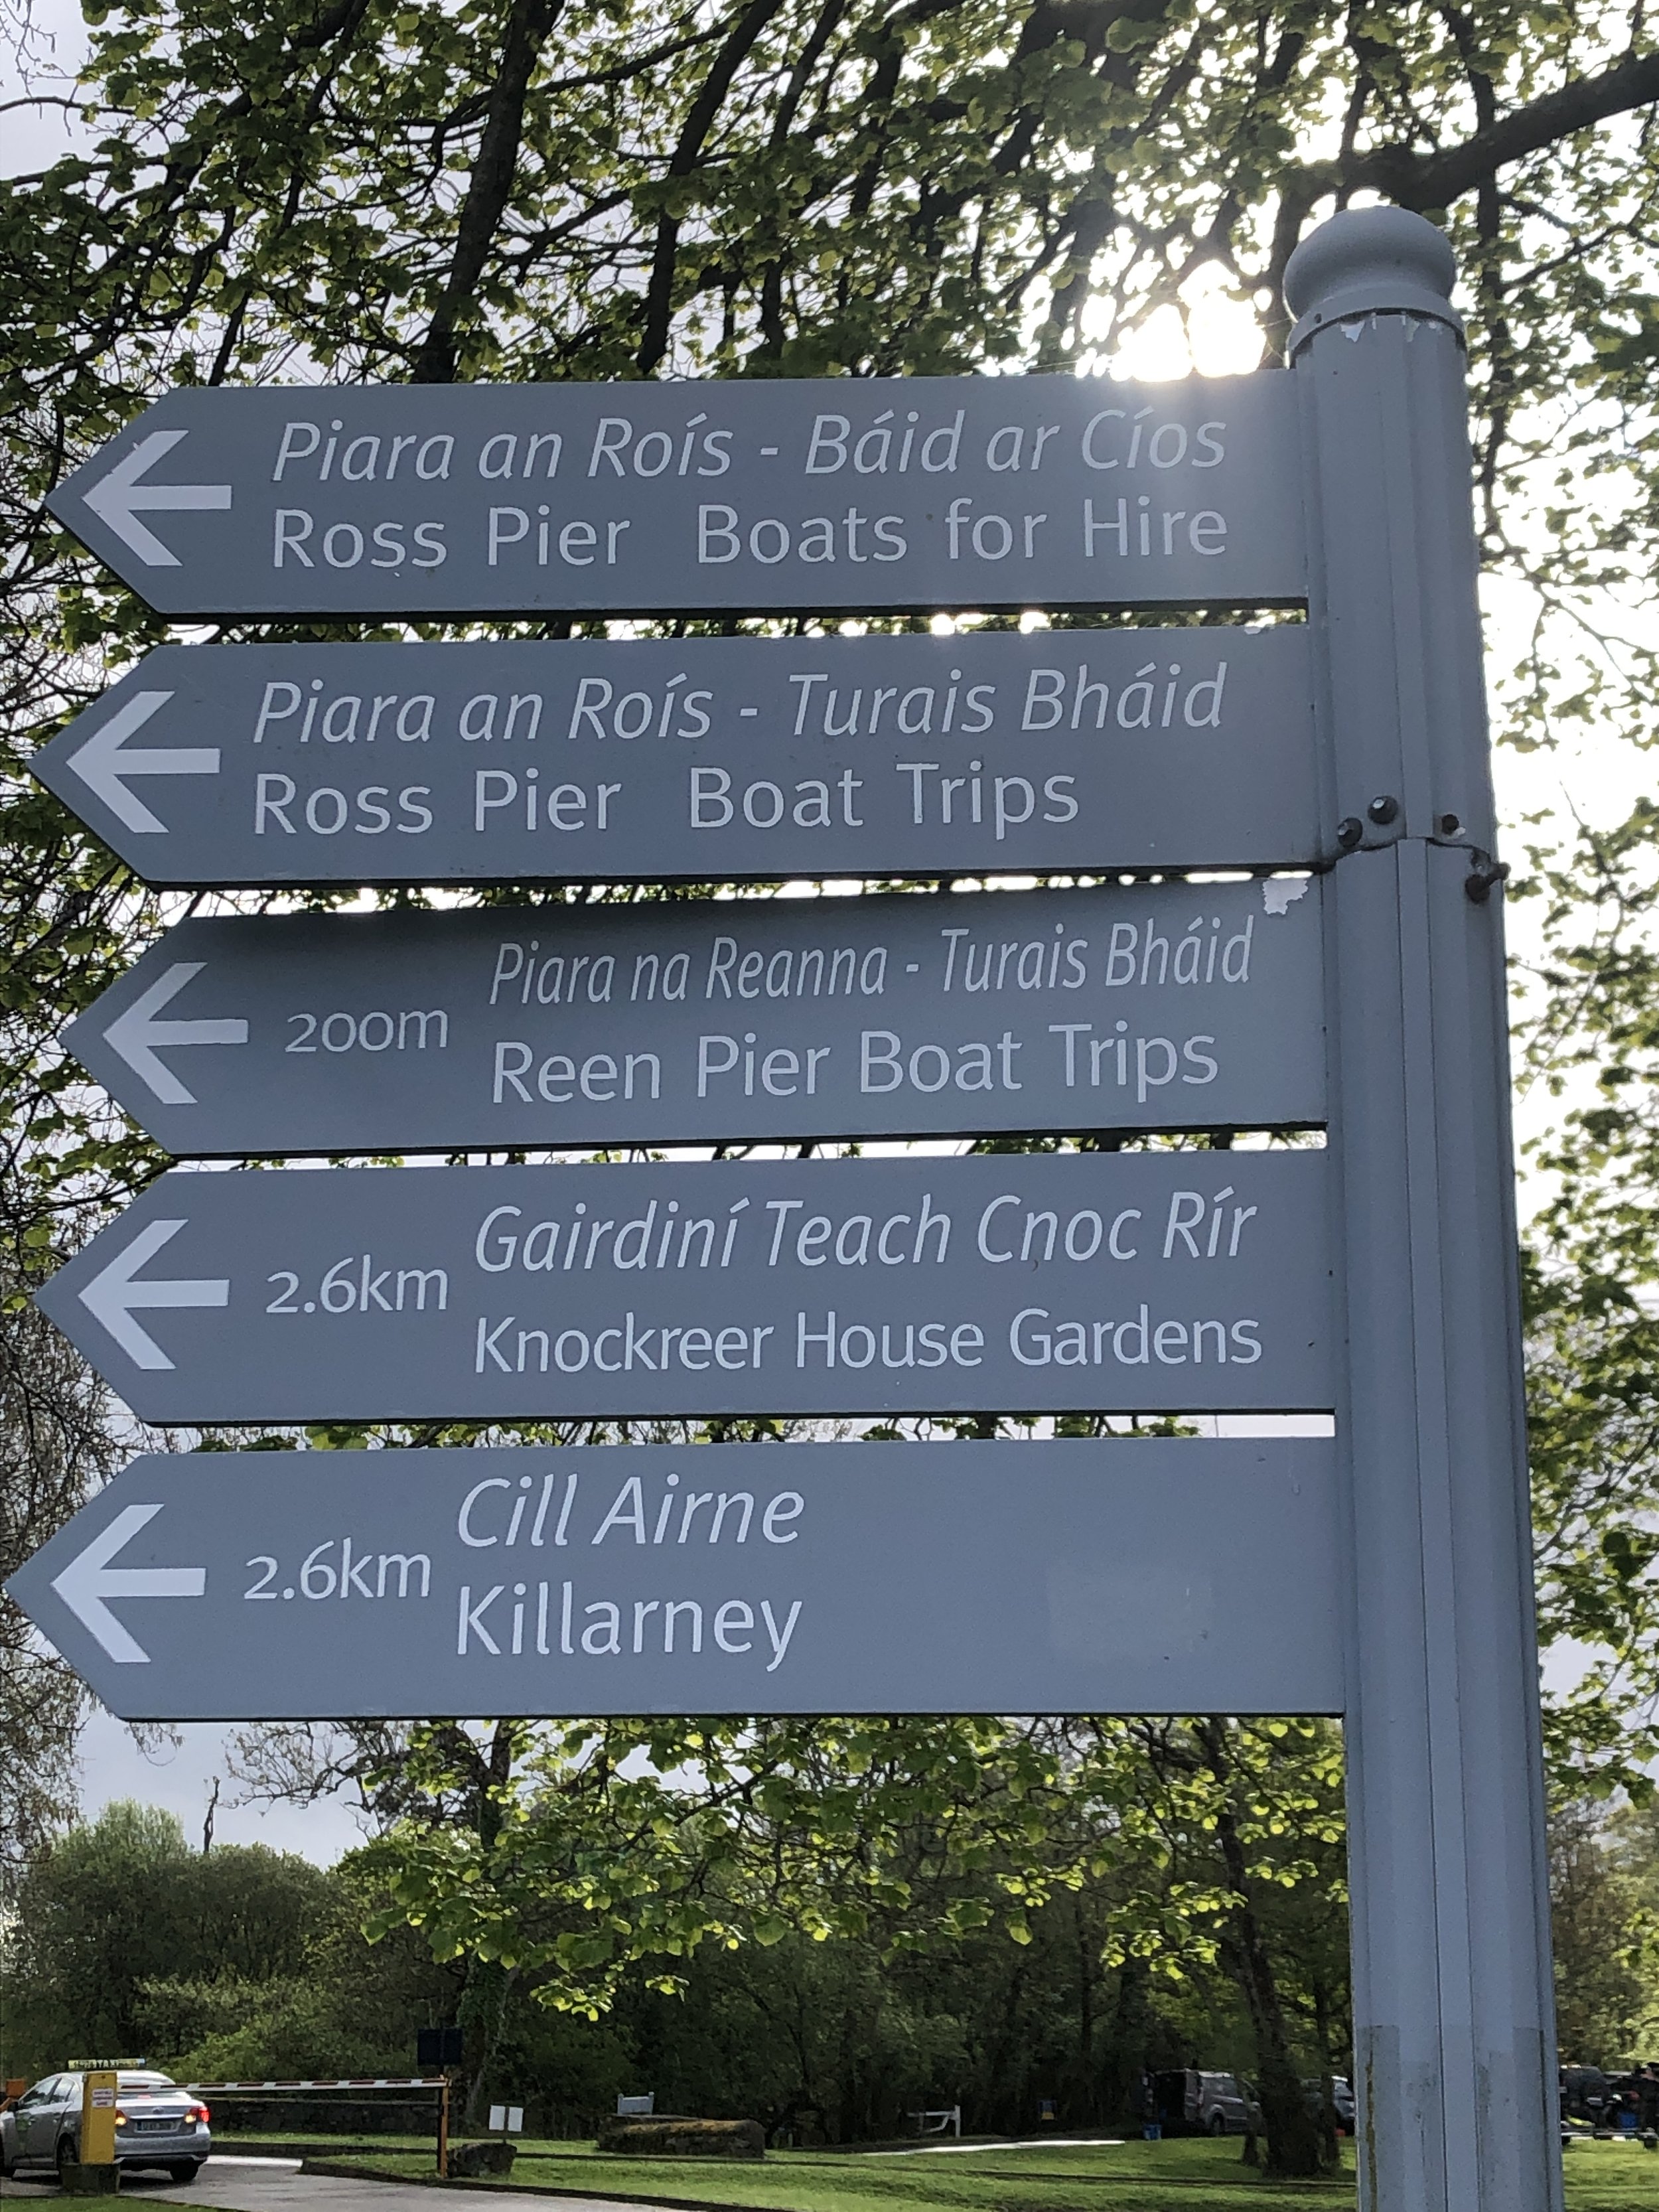 Piara an Roís - Báid ar Cíos
Ross Pier Boats for Hire
Piara an Roís - Turais Bháid
Ross Pier Boat Trips
200m
Piara na Reanna - Turais Bháid
Reen Pier Boat Trips
2.6km
Gairdiní Teach Cnoc Rír
Knockreer House Gardens
2.6km
Cill Airne
Killarney